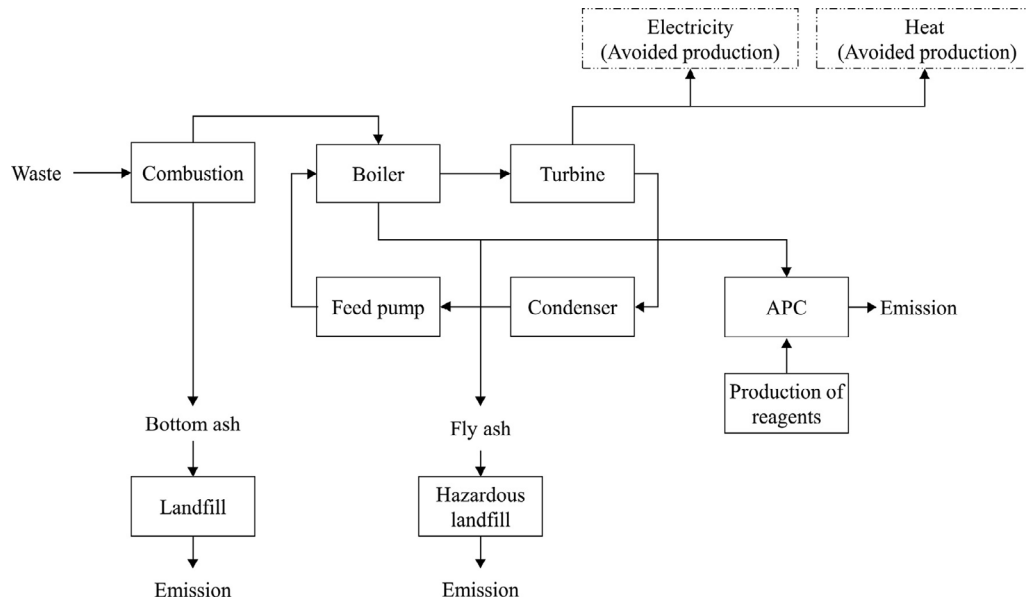 Electricity
(Avoided production)
Heat
(Avoided production)
Waste
Combustion
Boiler
Turbine
Feed pump
Condenser
APC
Emission
Production of
reagents
Bottom ash
Fly ash
Landfill
Hazardous
landfill
Emission
Emission